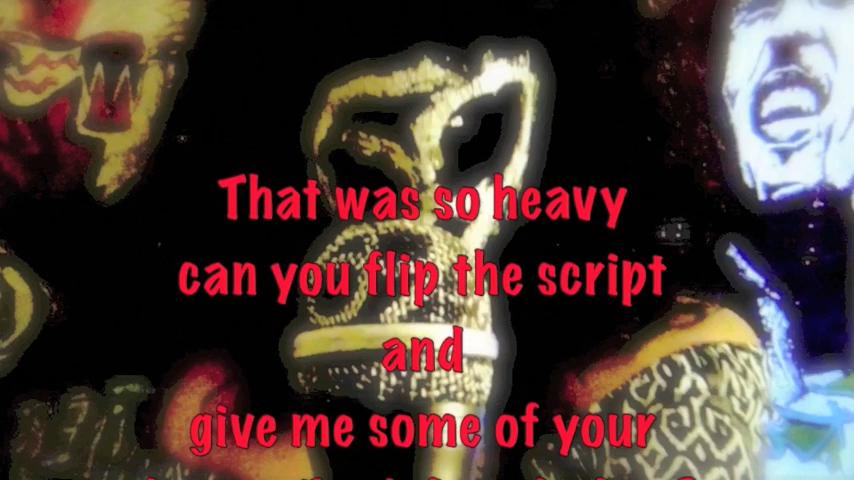 That was so heavy
can you flip the script
and
give me some of your